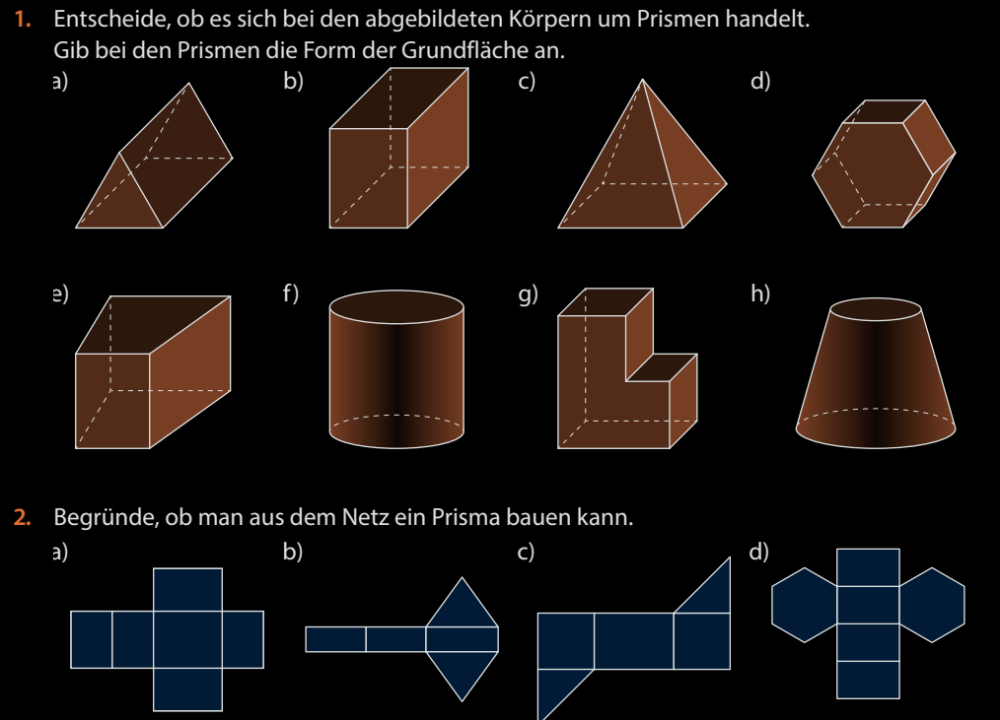 1. Entscheide, ob es sich bei den abgebildeten Körpern um Prismen handelt.
Gib bei den Prismen die Form der Grundfläche an.
a) b) c) d)
e) f) g) h)
2. Begründe, ob man aus dem Netz ein Prisma bauen kann.
a) b) c) d)